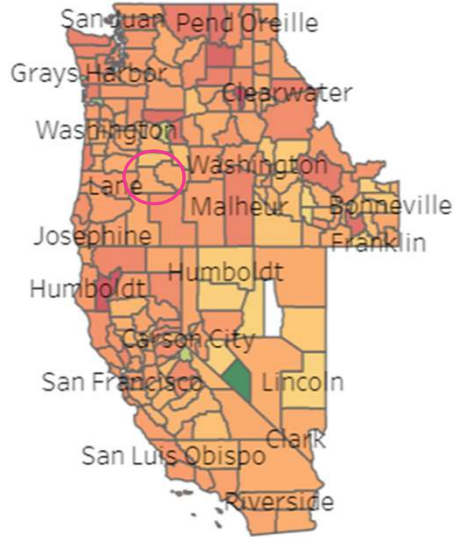 San Juan
Pend Oreille
Grays Harbor
Clearwater
Washington
Washington
Lane
Malheur
Bonneville
Josephine
Franklin
Humboldt
Humboldt
Carson City
San Francisco
Lincoln
Clark
San Luis Obispo
Riverside